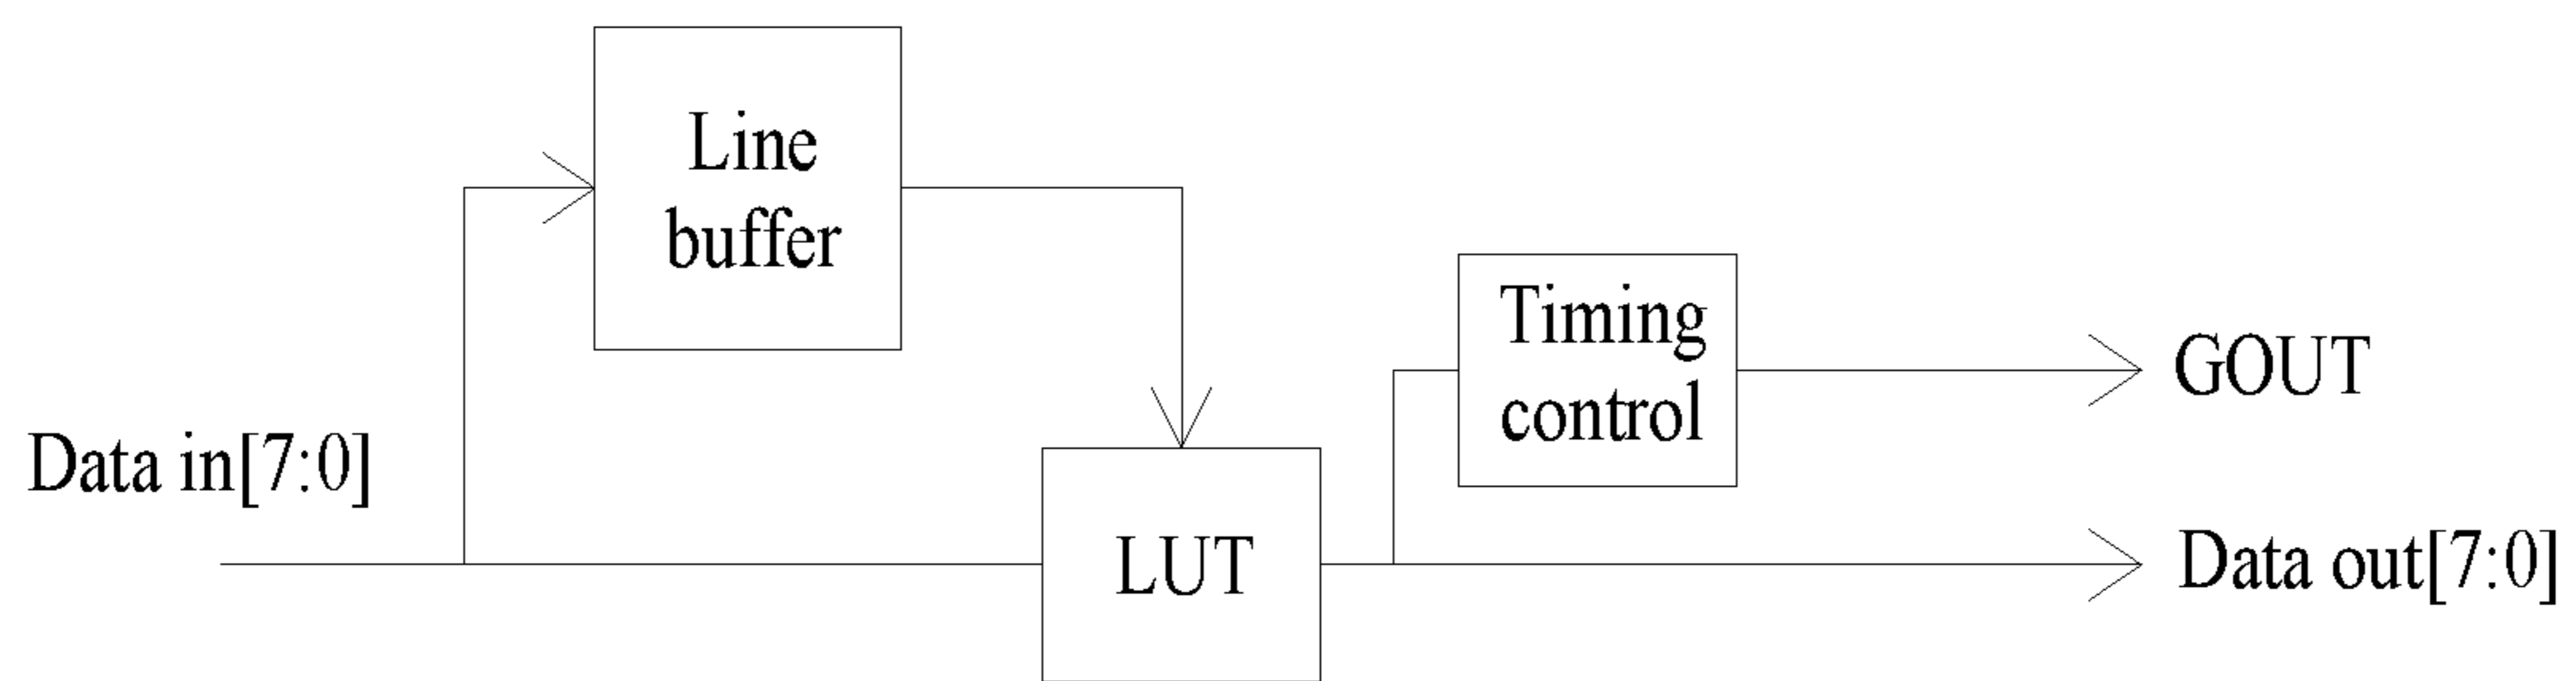 Line
buffer
Timing
control
GOUT
Data in[7:0]
LUT
Data out[7:0]